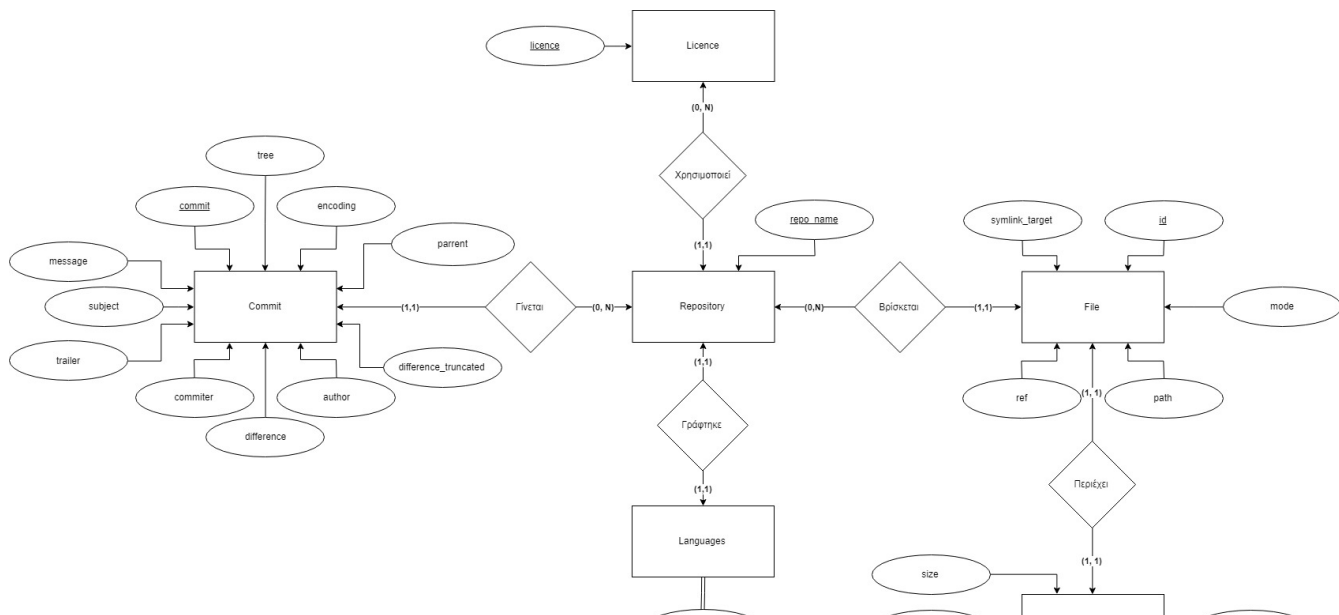 Licence
licence
(0, N)
tree
Χρησιμοποιεί
commit
encoding
repo_name
symlink_target
id
parrent
(1,1)
message
Commit
(1,1)
Γίνεται
(0, N)
Repository
(0,N)
Βρίσκεται
(1,1)
File
mode
subject
trailer
difference_truncated
(1,1)
commiter
author
ref
(1, 1)
path
difference
Γράφτηκε
Περιέχει
(1,1)
Languages
(1, 1)
size